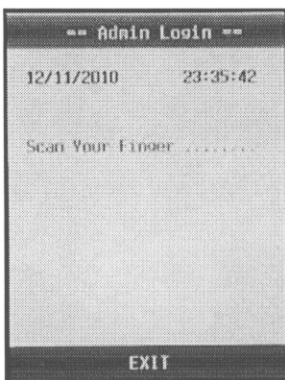 == Admin Login ==
12/11/2010 23:35:42
Scan Your Finger ........
EXIT